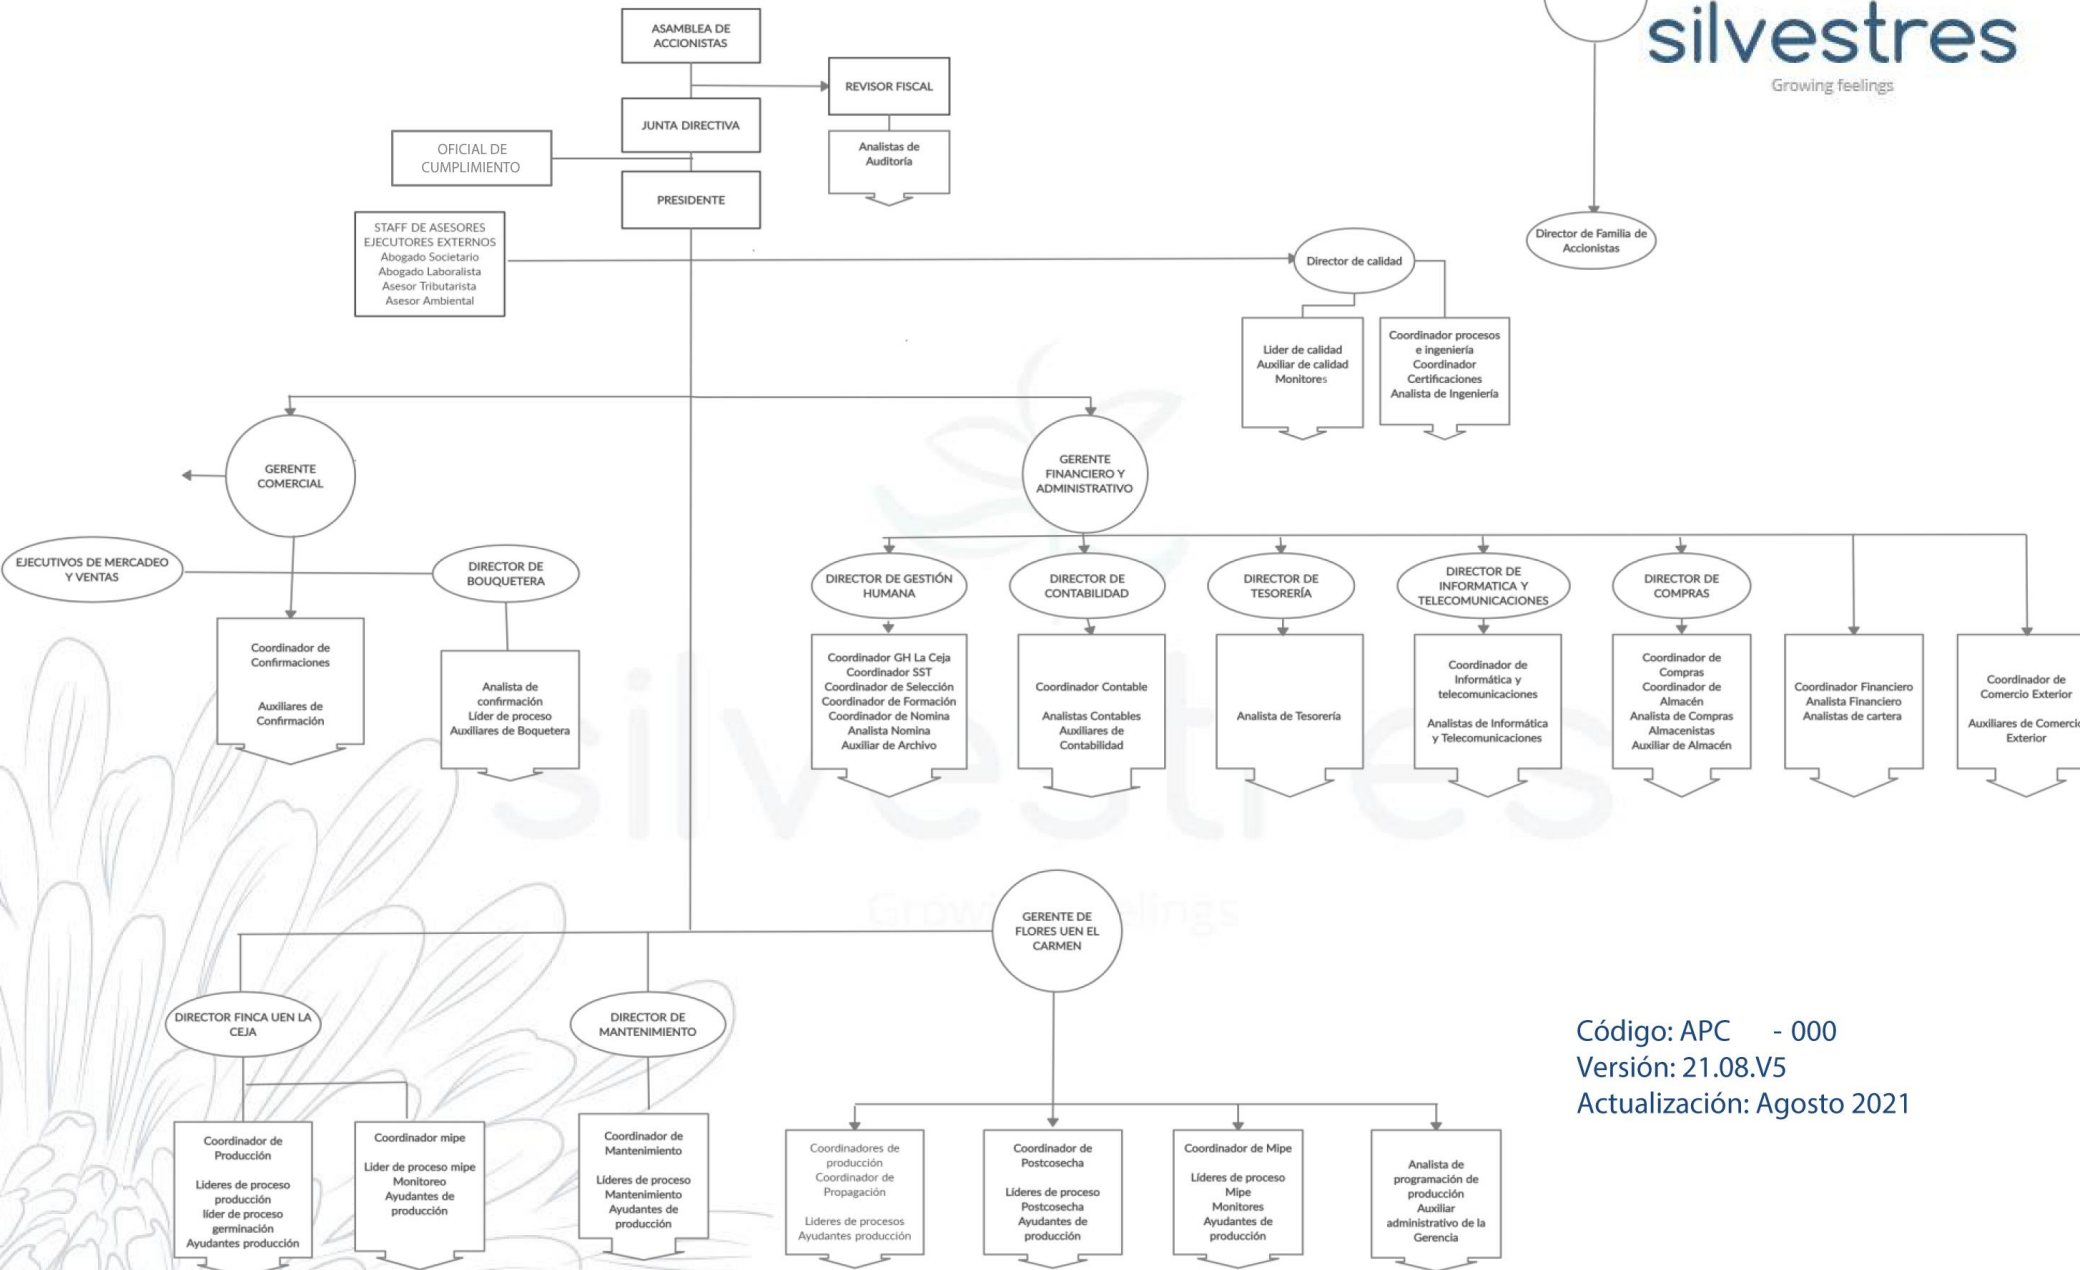 silvestres
Growing feelings
ASAMBLEA DE
ACCIONISTAS
REVISOR FISCAL
JUNTA DIRECTIVA
OFICIAL DE
CUMPLIMIENTO
Analistas de
Auditoría
PRESIDENTE
STAFF DE ASESORES
EJECUTORES EXTERNOS
Abogado Societario
Abogado Laboralista
Asesor Tributarista
Asesor Ambiental
Director de calidad
Director de Familia de
Accionistas
Lider de calidad
Auxiliar de calidad
Monitores
Coordinador procesos
e ingeniería
Coordinador
Certificaciones
Analista de Ingeniería
GERENTE
COMERCIAL
GERENTE
FINANCIERO Y
ADMINISTRATIVO
EJECUTIVOS DE MERCADEO
Y VENTAS
DIRECTOR DE
BOUQUETERA
DIRECTOR DE GESTIÓN
HUMANA
DIRECTOR DE
CONTABILIDAD
DIRECTOR DE
TESORERÍA
DIRECTOR DE
INFORMATICA Y
TELECOMUNICACIONES
DIRECTOR DE
COMPRAS
Coordinador de
Confirmaciones
Auxiliares de
Confirmación
Analista de
confirmación
Líder de proceso
Auxiliares de Boquetera
Coordinador GH La Ceja
Coordinador SST
Coordinador de Selección
Coordinador de Formación
Coordinador de Nomina
Analista Nomina
Auxiliar de Archivo
Coordinador Contable
Analistas Contables
Auxiliares de
Contabilidad
Analista de Tesorería
Coordinador de
Informática y
telecomunicaciones
Analistas de Informática
y Telecomunicaciones
Coordinador de
Compras
Coordinador de
Almacén
Analista de Compras
Almacenistas
Auxiliar de Almacén
Coordinador Financiero
Analista Financiero
Analistas de cartera
Coordinador de
Comercio Exterior
Auxiliares de Comercio
Exterior
silvestres
Growing feelings
GERENTE DE
FLORES UEN EL
CARMEN
DIRECTOR FINCA UEN LA
CEJA
DIRECTOR DE
MANTENIMIENTO
Coordinador de
Producción
Lideres de proceso
producción
líder de proceso
germinación
Ayudantes producción
Coordinador mipe
Lider de proceso mipe
Monitoreo
Ayudantes de
producción
Coordinador de
Mantenimiento
Líderes de proceso
Mantenimiento
Ayudantes de
producción
Coordinadores de
producción
Coordinador de
Propagación
Lideres de procesos
Ayudantes producción
Coordinador de
Postcosecha
Líderes de proceso
Postcosecha
Ayudantes de
producción
Coordinador de Mipe
Líderes de proceso
Mipe
Monitores
Ayudantes de
producción
Analista de
programación de
producción
Auxiliar
administrativo de la
Gerencia
Código: APC - 000
Versión: 21.08.V5
Actualización: Agosto 2021